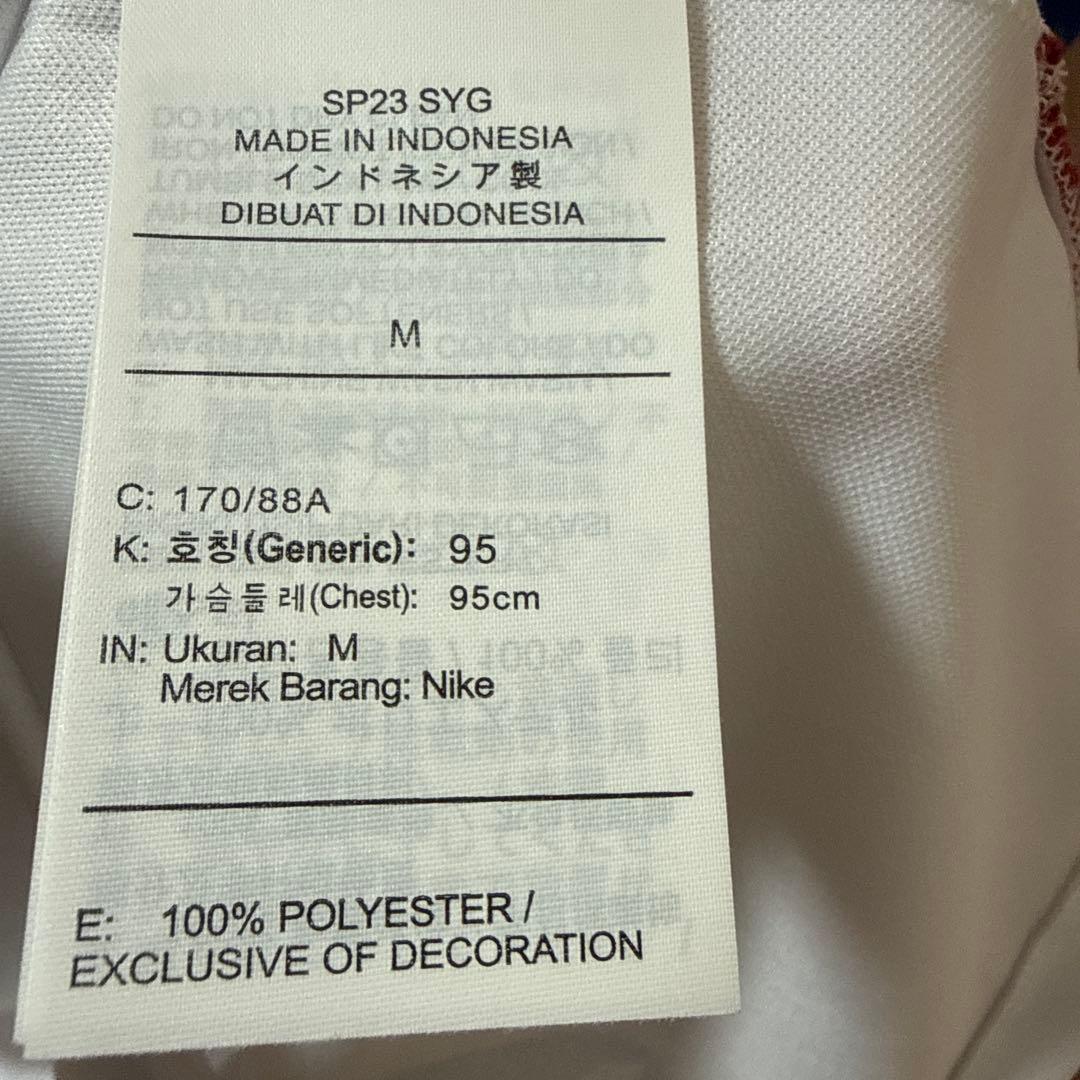 SP23 SYG
MADE IN INDONESIA
インドネシア製
DIBUAT DI INDONESIA
M
C: 170/88A
K: 호칭(Generic): 95
가슴둘레(Chest): 95cm
IN: Ukuran: M
Merek Barang: Nike
E: 100% POLYESTER /
EXCLUSIVE OF DECORATION